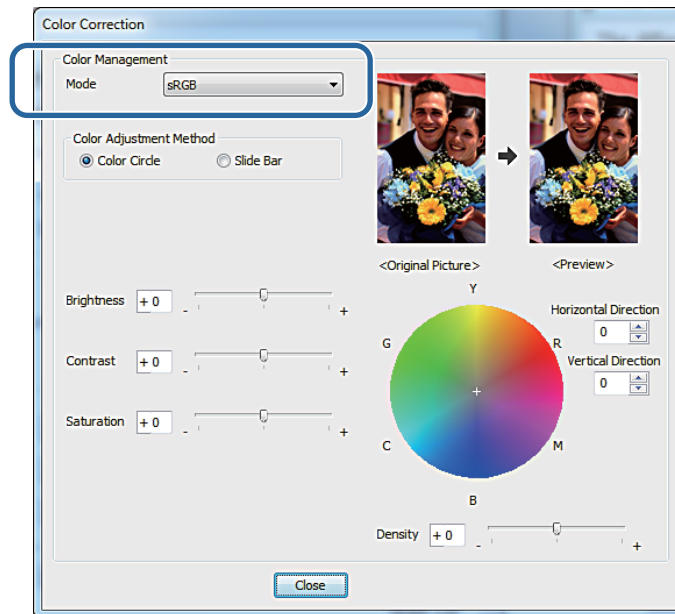 Color Correction
Color Management
Mode
sRGB
Color Adjustment Method
Color Circle
Slide Bar
<Original Picture>
<Preview>
Brightness
+ 0
-
+
Contrast
+ 0
-
+
Saturation
+ 0
-
+
Y
G
R
C
M
B
Horizontal Direction
0
Vertical Direction
0
Density
+ 0
-
+
Close